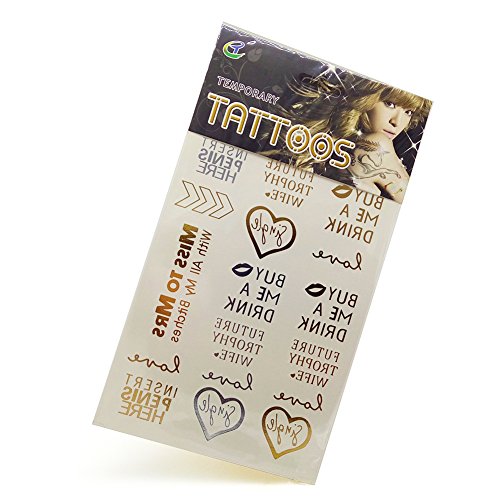 TEMPORARY
TATTOOS
INSERT
PENIS
HERE
FUTURE
TROPHY
WIFE
BUY
ME A
DRINK
Single
love
With All My Bitches
MISS TO MRS
BUY
ME A
DRINK
BUY
ME A
DRINK
FUTURE
TROPHY
WIFE
FUTURE
TROPHY
WIFE
love
love
INSERT
PENIS
HERE
Single
Single